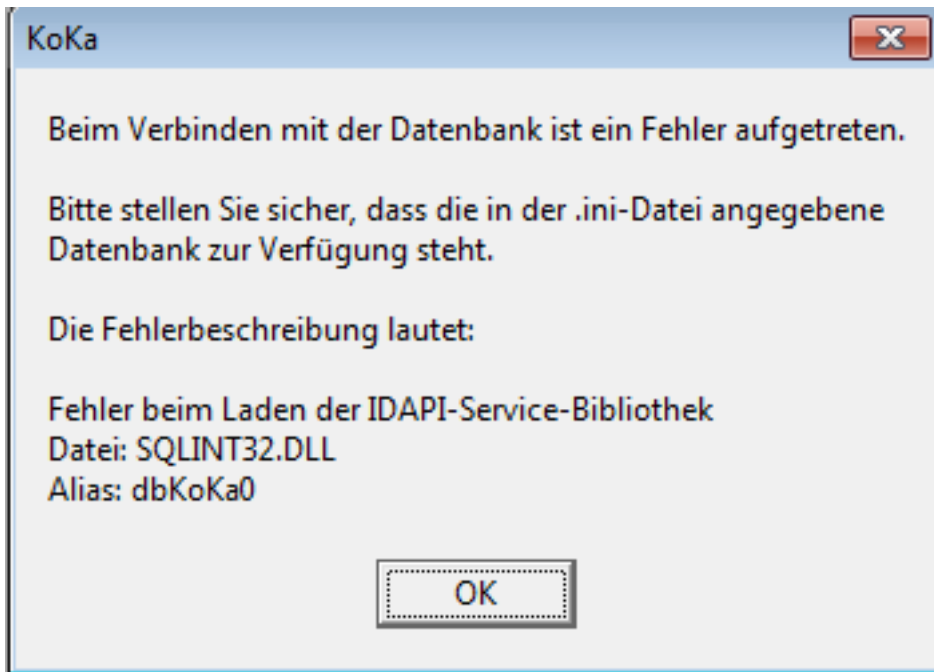 KoKa
Beim Verbinden mit der Datenbank ist ein Fehler aufgetreten.
Bitte stellen Sie sicher, dass die in der .ini-Datei angegebene
Datenbank zur Verfügung steht.
Die Fehlerbeschreibung lautet:
Fehler beim Laden der IDAPI-Service-Bibliothek
Datei: SQLINT32.DLL
Alias: dbKoKa0
OK